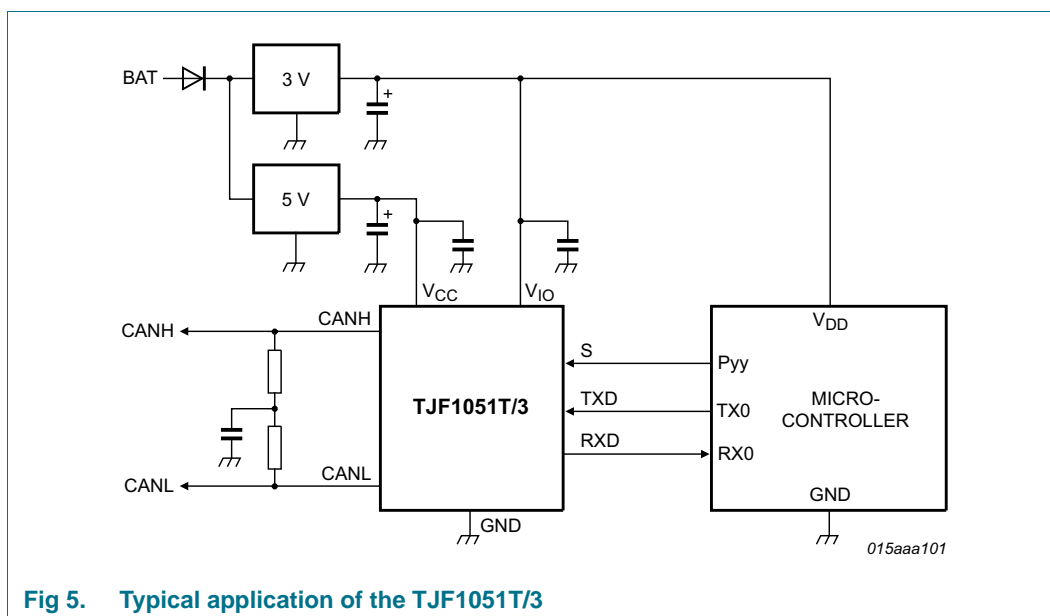 BAT
3 V
+
5 V
+
VCC
VIO
CANH
CANH
VDD
S
Pyy
TJF1051T/3
TXD
TX0
MICRO-
CONTROLLER
RXD
RX0
CANL
CANL
GND
GND
015aaa101
Fig 5. Typical application of the TJF1051T/3